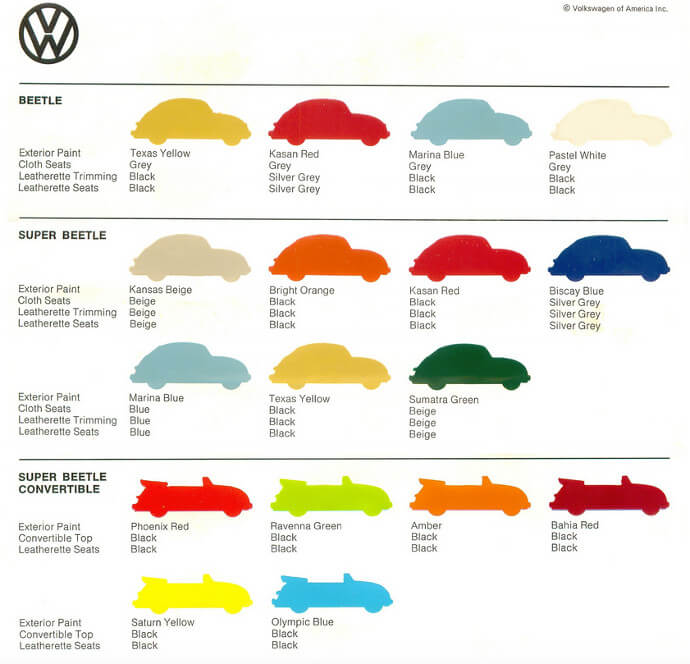 © Volkswagen of America Inc.
BEETLE
Exterior Paint Texas Yellow Kasan Red Marina Blue Pastel White
Cloth Seats Grey Grey Grey Grey
Leatherette Trimming Black Silver Grey Black Black
Leatherette Seats Black Silver Grey Black Black
SUPER BEETLE
Exterior Paint Kansas Beige Bright Orange Kasan Red Biscay Blue
Cloth Seats Beige Black Black Silver Grey
Leatherette Trimming Beige Black Black Silver Grey
Leatherette Seats Beige Black Black Silver Grey
Exterior Paint Marina Blue Texas Yellow Sumatra Green
Cloth Seats Blue Black Beige
Leatherette Trimming Blue Black Beige
Leatherette Seats Blue Black Beige
SUPER BEETLE
CONVERTIBLE
Exterior Paint Phoenix Red Ravenna Green Amber Bahia Red
Convertible Top Black Black Black Black
Leatherette Seats Black Black Black Black
Exterior Paint Saturn Yellow Olympic Blue
Convertible Top Black Black
Leatherette Seats Black Black